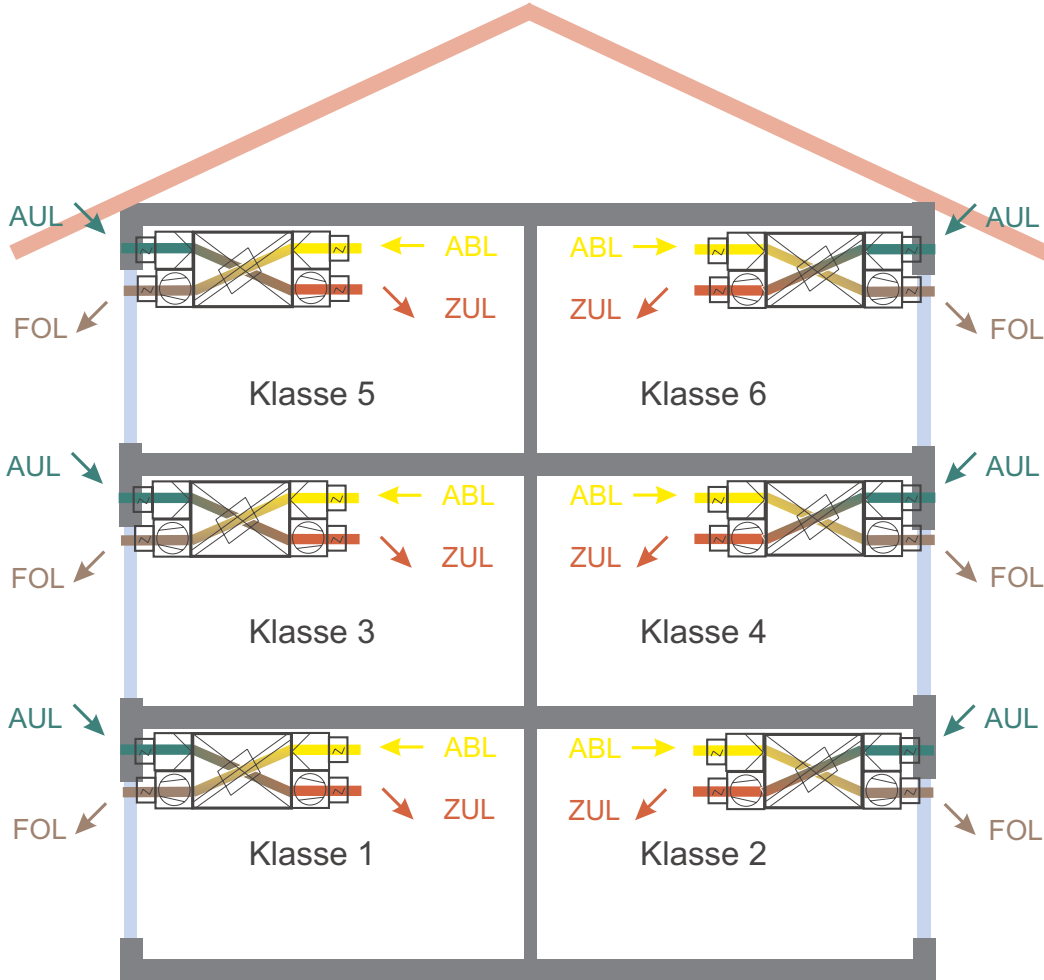 AUL
ABL
ABL
AUL
FOL
ZUL
ZUL
FOL
Klasse 5
Klasse 6
AUL
ABL
ABL
AUL
FOL
ZUL
ZUL
FOL
Klasse 3
Klasse 4
AUL
ABL
ABL
AUL
FOL
ZUL
ZUL
FOL
Klasse 1
Klasse 2